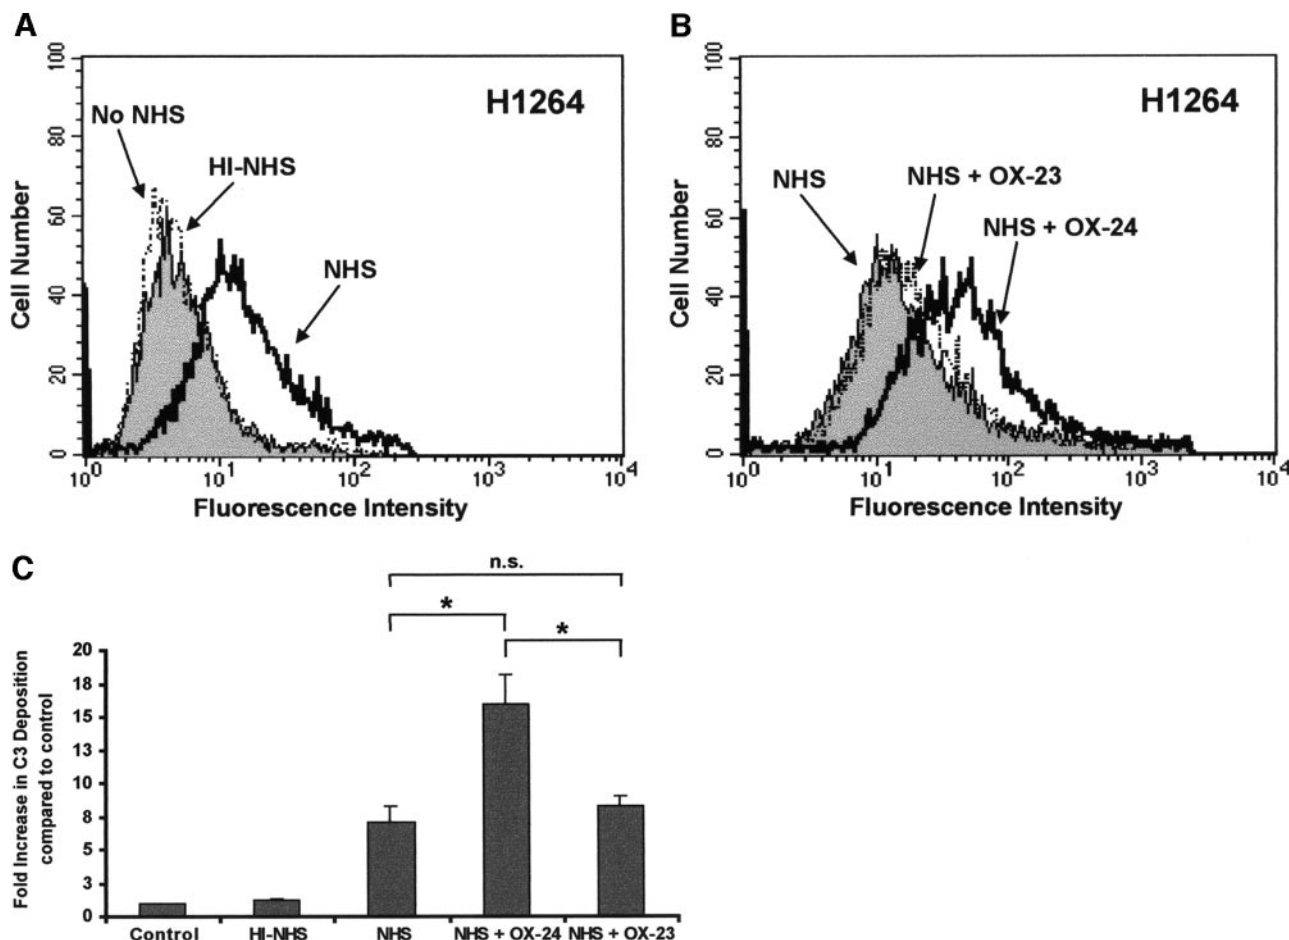 A
B
100
80
60
40
20
0
Cell Number
H1264
No NHS
HI-NHS
NHS
10^0
10^1
10^2
10^-3
10^4
Fluorescence Intensity
100
80
60
40
20
0
Cell Number
H1264
NHS
NHS + OX-23
NHS + OX-24
10^0
10^1
10^2
10^-3
10^4
Fluorescence Intensity
C
n.s.
*
*
Fold Increase in C3 Deposition
compared to control
20
18
15
13
10
8
5
3
0
Control
HI-NHS
NHS
NHS + OX-24
NHS + OX-23